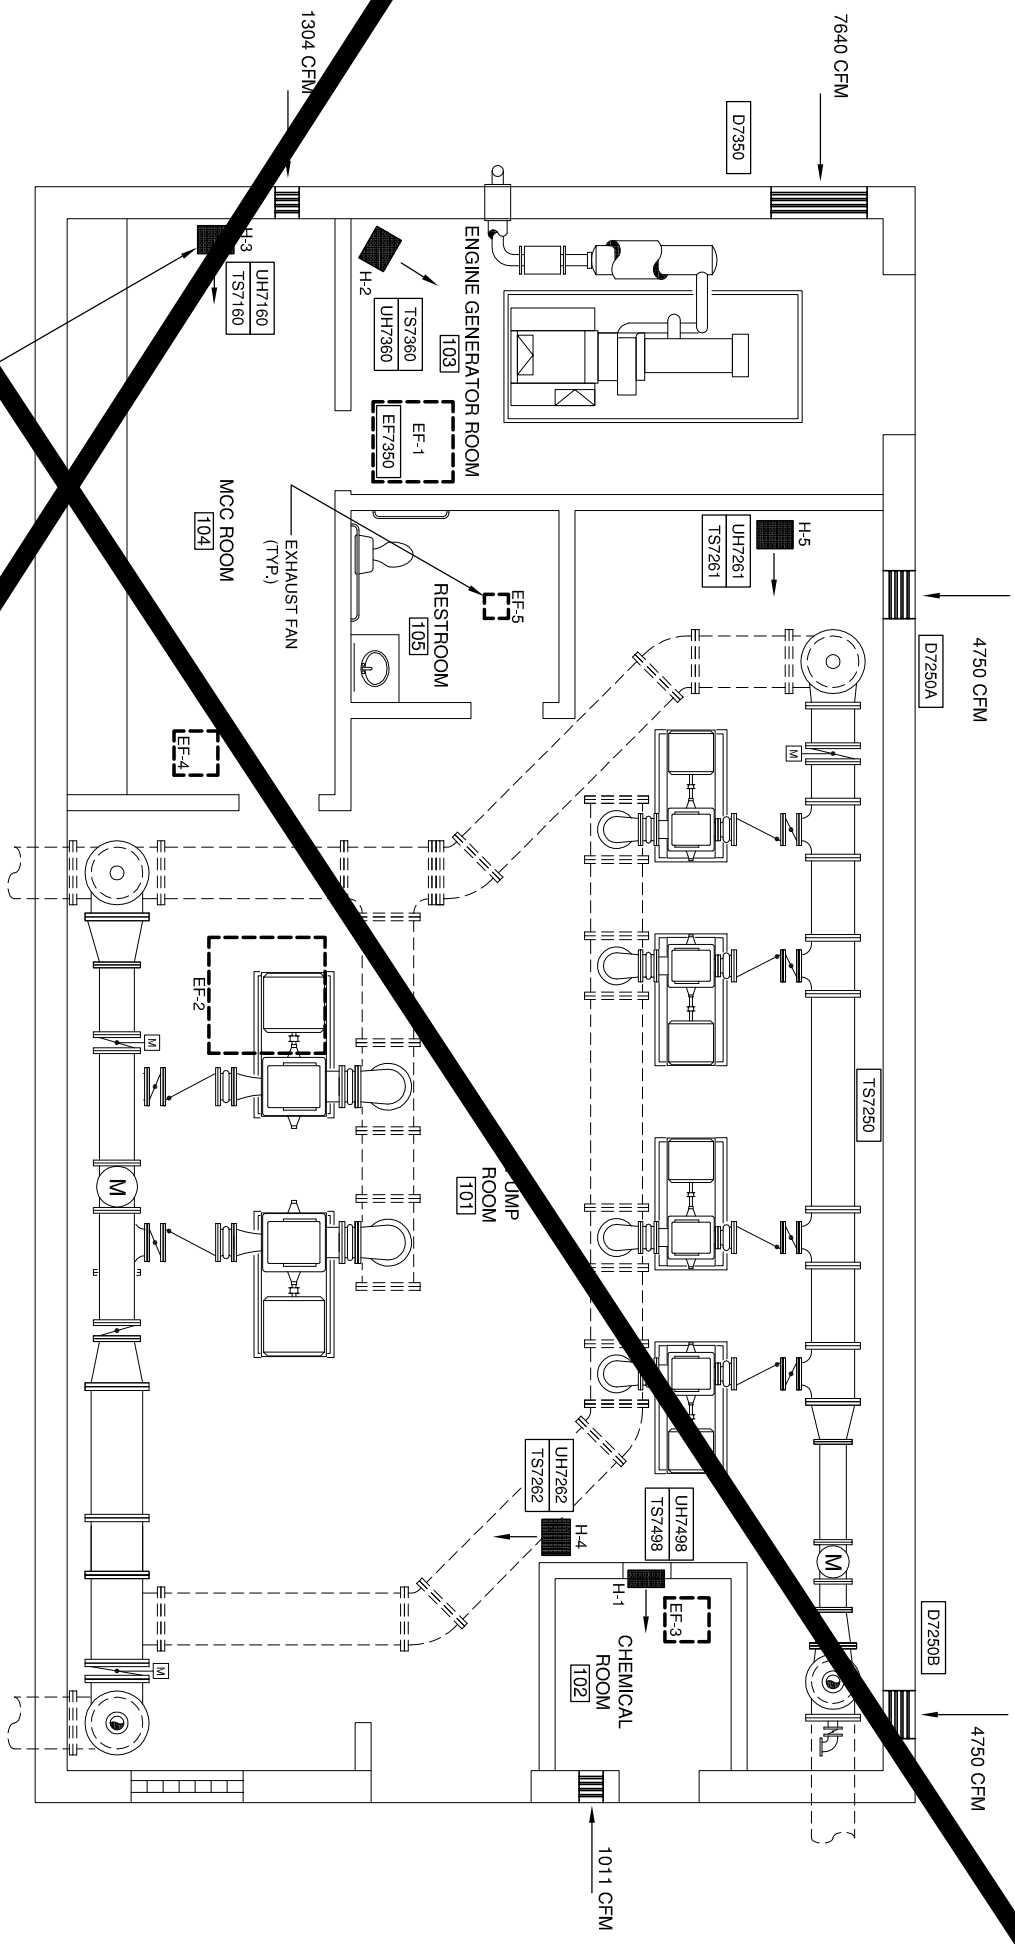 1304 CFM
7640 CFM
D7350
H-3
UH7160
TS7160
H-2
TS7360
UH7360
ENGINE GENERATOR ROOM
103
EF-1
EF7350
MCC ROOM
104
EXHAUST FAN
(TYP.)
RESTROOM
105
EF-5
EF-4
H-5
UH7261
TS7261
4750 CFM
D7250A
M
M
EF-2
M
TS7250
ROOM
101
UH7262
TS7262
H-4
UH7498
TS7498
H-1
EF-3
CHEMICAL
ROOM
102
M
M
D7250B
4750 CFM
1011 CFM